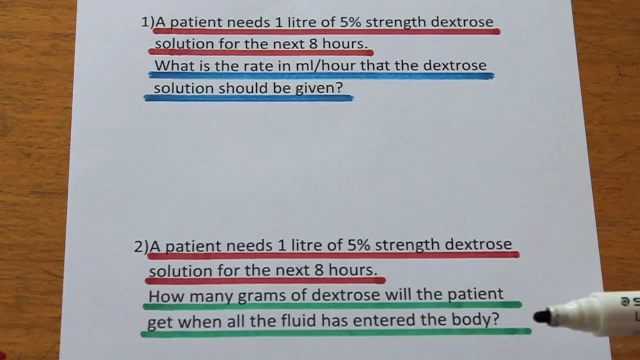 1)A patient needs 1 litre of 5% strength dextrose
solution for the next 8 hours.
What is the rate in ml/hour that the dextrose
solution should be given?
2)A patient needs 1 litre of 5% strength dextrose
solution for the next 8 hours.
How many grams of dextrose will the patient
get when all the fluid has entered the body?